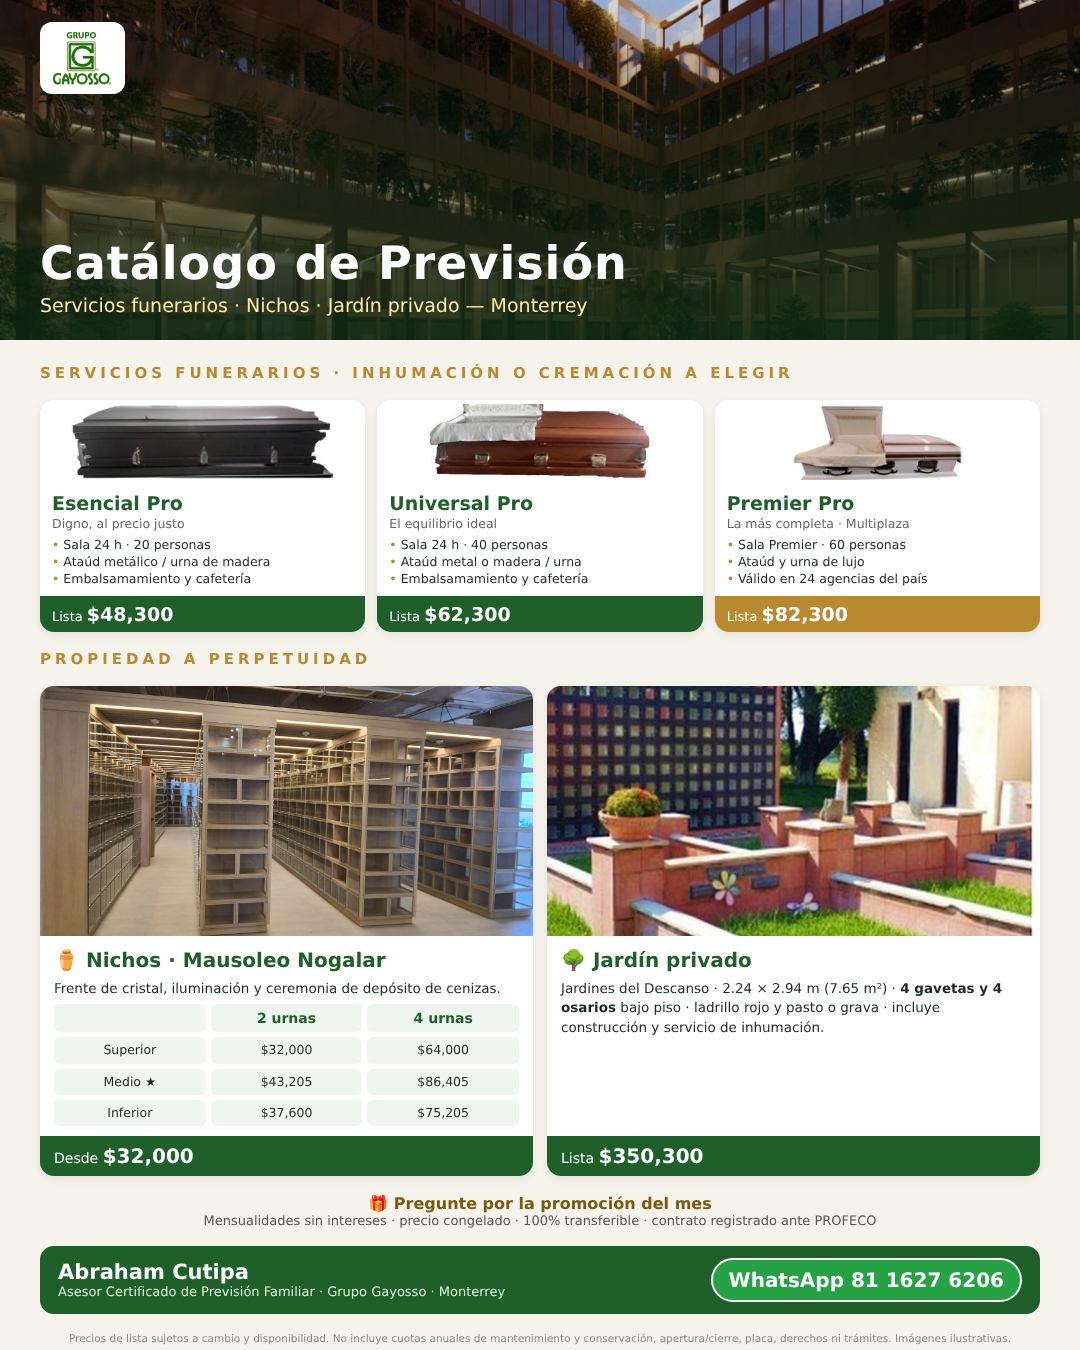 GRUPO
G
GAYOSSO.
Catálogo de Previsión
Servicios funerarios · Nichos · Jardín privado — Monterrey
SERVICIOS FUNERARIOS · INHUMACIÓN O CREMACIÓN A ELEGIR
Esencial Pro
Digno, al precio justo
• Sala 24 h · 20 personas
• Ataúd metálico / urna de madera
• Embalsamamiento y cafetería
Lista $48,300
Universal Pro
El equilibrio ideal
• Sala 24 h · 40 personas
• Ataúd metal o madera / urna
• Embalsamamiento y cafetería
Lista $62,300
Premier Pro
La más completa · Multiplaza
• Sala Premier · 60 personas
• Ataúd y urna de lujo
• Válido en 24 agencias del país
Lista $82,300
PROPIEDAD A PERPETUIDAD
⚱️ Nichos · Mausoleo Nogalar
Frente de cristal, iluminación y ceremonia de depósito de cenizas.
2 urnas 4 urnas
Superior $32,000 $64,000
Medio ★ $43,205 $86,405
Inferior $37,600 $75,205
Desde $32,000
🌳 Jardín privado
Jardines del Descanso · 2.24 × 2.94 m (7.65 m²) · 4 gavetas y 4
osarios bajo piso · ladrillo rojo y pasto o grava · incluye
construcción y servicio de inhumación.
Lista $350,300
🎁 Pregunte por la promoción del mes
Mensualidades sin intereses · precio congelado · 100% transferible · contrato registrado ante PROFECO
Abraham Cutipa
Asesor Certificado de Previsión Familiar · Grupo Gayosso · Monterrey
WhatsApp 81 1627 6206
Precios de lista sujetos a cambio y disponibilidad. No incluye cuotas anuales de mantenimiento y conservación, apertura/cierre, placa, derechos ni trámites. Imágenes ilustrativas.